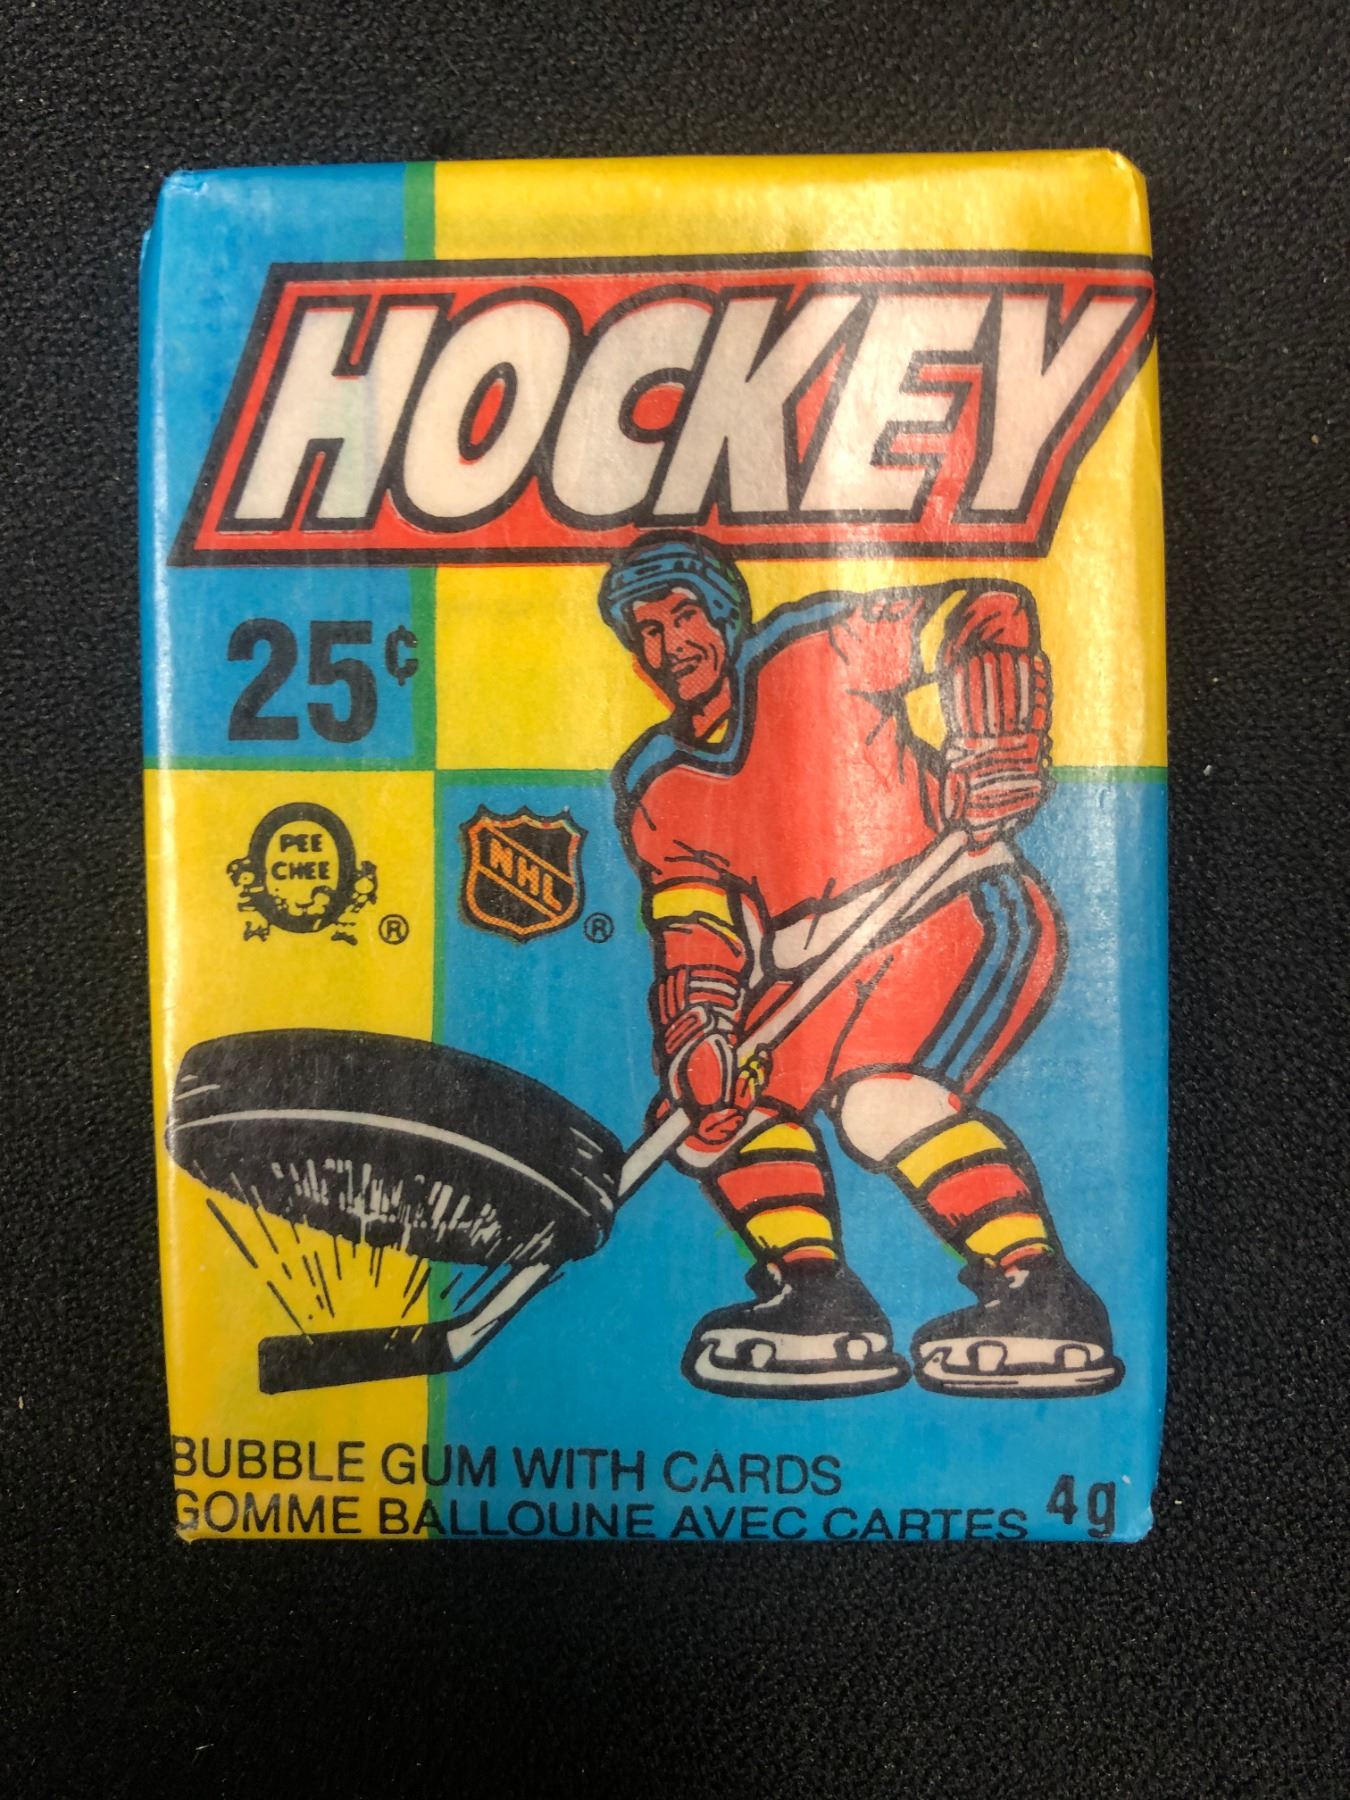 HOCKEY
25¢
PEE
CHEE
®
NHL
®
BUBBLE GUM WITH CARDS
GOMME BALLOUNE AVEC CARTES 4g